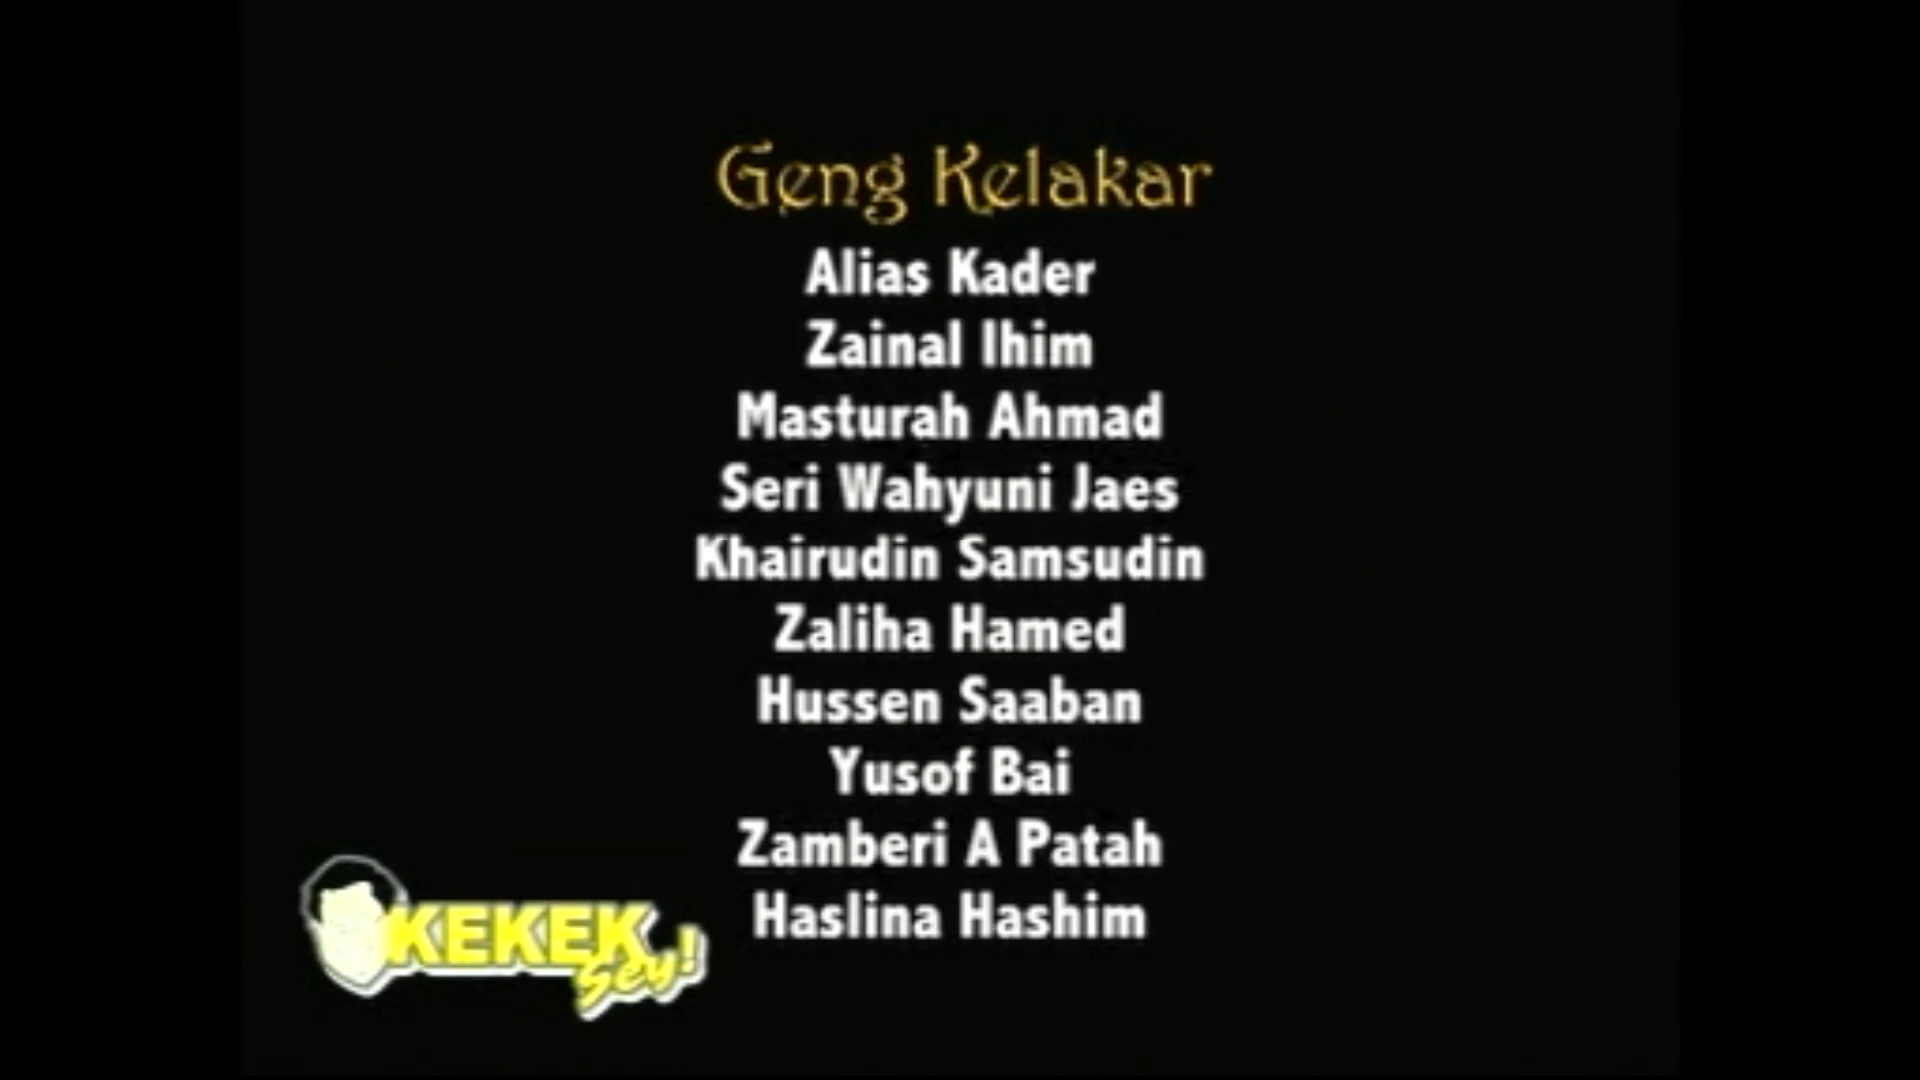 Geng Kelakar
Alias Kader
Zainal Ihim
Masturah Ahmad
Seri Wahyuni Jaes
Khairudin Samsudin
Zaliha Hamed
Hussen Saaban
Yusof Bai
Zamberi A Patah
Haslina Hashim
KEKEK
Sey!